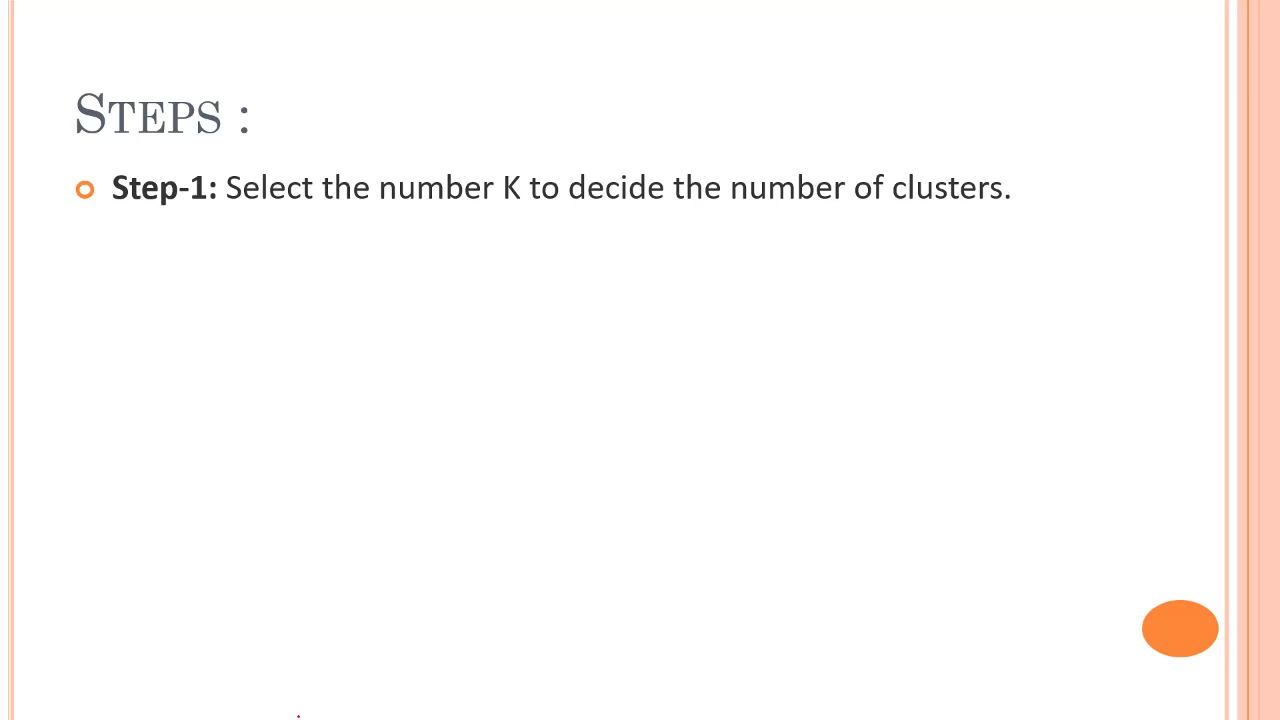 STEPS :
Step-1: Select the number K to decide the number of clusters.